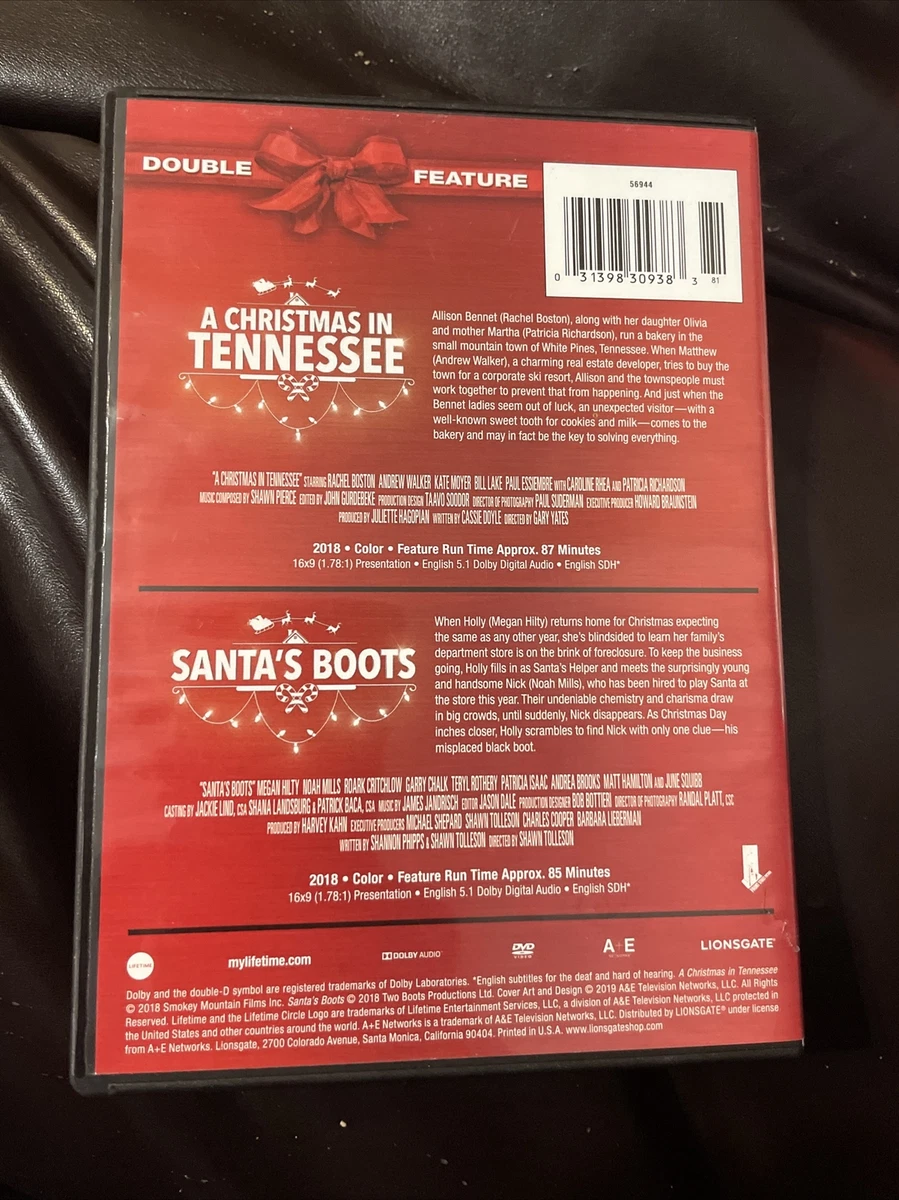 DOUBLE FEATURE
56944
0 31398 30938 3 81
A CHRISTMAS IN
TENNESSEE
Allison Bennet (Rachel Boston), along with her daughter Olivia
and mother Martha (Patricia Richardson), run a bakery in the
small mountain town of White Pines, Tennessee. When Matthew
(Andrew Walker), a charming real estate developer, tries to buy the
town for a corporate ski resort, Allison and the townspeople must
work together to prevent that from happening. And just when the
Bennet ladies seem out of luck, an unexpected visitor—with a
well-known sweet tooth for cookies and milk—comes to the
bakery and may in fact be the key to solving everything.
"A CHRISTMAS IN TENNESSEE" STARRING RACHEL BOSTON ANDREW WALKER KATE MOYER BILL LAKE PAUL ESSIEMBRE WITH CAROLINE RHEA AND PATRICIA RICHARDSON
MUSIC COMPOSED BY SHAWN PIERCE EDITED BY JOHN GURDEBEKE PRODUCTION DESIGN TAAVO SOODOR DIRECTOR OF PHOTOGRAPHY PAUL SUDERMAN EXECUTIVE PRODUCER HOWARD BRAUNSTEIN
PRODUCED BY JULIETTE HAGOPIAN WRITTEN BY CASSIE DOYLE DIRECTED BY GARY YATES
2018 • Color • Feature Run Time Approx. 87 Minutes
16x9 (1.78:1) Presentation • English 5.1 Dolby Digital Audio • English SDH*
SANTA'S BOOTS
When Holly (Megan Hilty) returns home for Christmas expecting
the same as any other year, she's blindsided to learn her family's
department store is on the brink of foreclosure. To keep the business
going, Holly fills in as Santa's Helper and meets the surprisingly young
and handsome Nick (Noah Mills), who has been hired to play Santa at
the store this year. Their undeniable chemistry and charisma draw
in big crowds, until suddenly, Nick disappears. As Christmas Day
inches closer, Holly scrambles to find Nick with only one clue—his
misplaced black boot.
"SANTA'S BOOTS" MEGAN HILTY NOAH MILLS ROARK CRITCHLOW GARRY CHALK TERYL ROTHERY PATRICIA ISAAC ANDREA BROOKS MATT HAMILTON AND JUNE SQUIBB
CASTING BY JACKIE LIND, CSA SHANA LANDSBURG & PATRICK BACA, CSA MUSIC BY JAMES JANDRISCH EDITOR JASON DALE PRODUCTION DESIGNER BOB BOTTIERI DIRECTOR OF PHOTOGRAPHY RANDAL PLATT, CSC
PRODUCED BY HARVEY KAHN EXECUTIVE PRODUCERS MICHAEL SHEPARD SHAWN TOLLESON CHARLES COOPER BARBARA LIEBERMAN
WRITTEN BY SHANNON PHIPPS & SHAWN TOLLESON DIRECTED BY SHAWN TOLLESON
2018 • Color • Feature Run Time Approx. 85 Minutes
16x9 (1.78:1) Presentation • English 5.1 Dolby Digital Audio • English SDH*
LIFETIME mylifetime.com DOLBY AUDIO DVD VIDEO A+E LIONSGATE®
Dolby and the double-D symbol are registered trademarks of Dolby Laboratories. *English subtitles for the deaf and hard of hearing. A Christmas in Tennessee
© 2018 Smokey Mountain Films Inc. Santa's Boots © 2018 Two Boots Productions Ltd. Cover Art and Design © 2019 A&E Television Networks, LLC. All Rights
Reserved. Lifetime and the Lifetime Circle Logo are trademarks of Lifetime Entertainment Services, LLC, a division of A&E Television Networks, LLC protected in
the United States and other countries around the world. A+E Networks is a trademark of A&E Television Networks, LLC. Distributed by LIONSGATE® under license
from A+E Networks. Lionsgate, 2700 Colorado Avenue, Santa Monica, California 90404. Printed in U.S.A. www.lionsgateshop.com